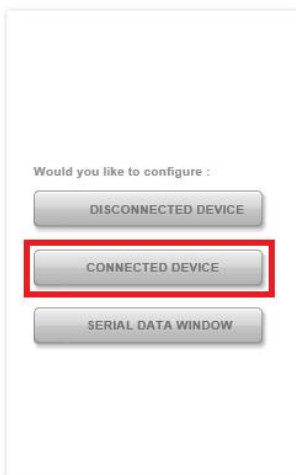 Would you like to configure :
DISCONNECTED DEVICE
CONNECTED DEVICE
SERIAL DATA WINDOW